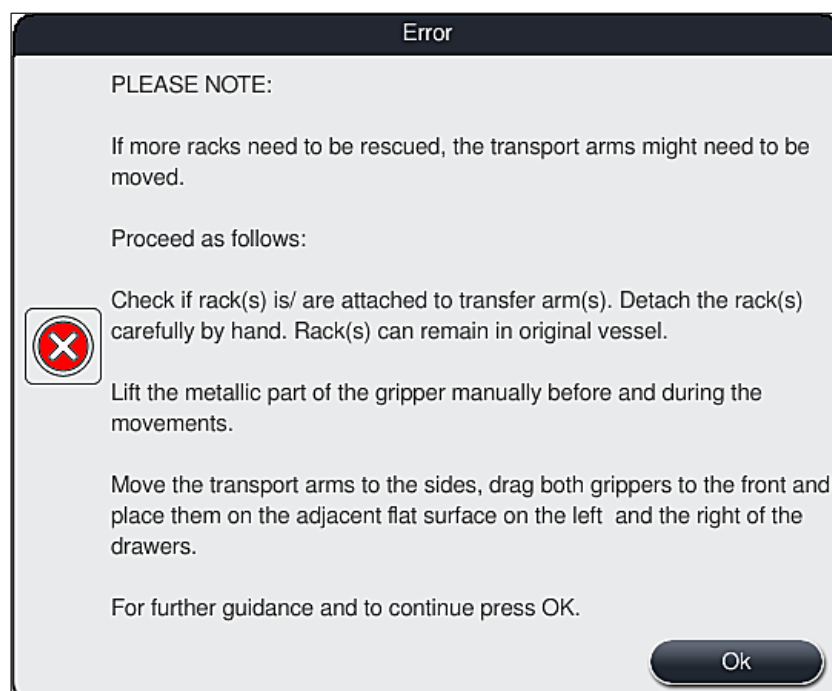 Error
PLEASE NOTE:
If more racks need to be rescued, the transport arms might need to be
moved.
Proceed as follows:
Check if rack(s) is/ are attached to transfer arm(s). Detach the rack(s)
carefully by hand. Rack(s) can remain in original vessel.
Lift the metallic part of the gripper manually before and during the
movements.
Move the transport arms to the sides, drag both grippers to the front and
place them on the adjacent flat surface on the left  and the right of the
drawers.
For further guidance and to continue press OK.
Ok